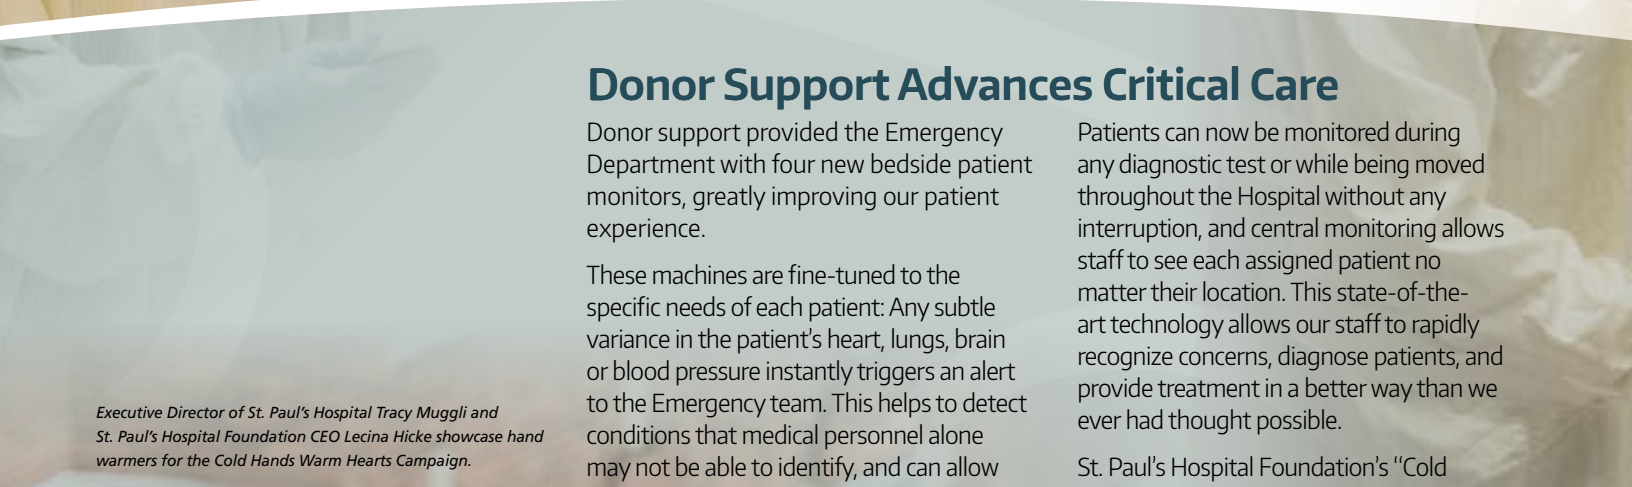 Donor Support Advances Critical Care
Donor support provided the Emergency
Department with four new bedside patient
monitors, greatly improving our patient
experience.
These machines are fine-tuned to the
specific needs of each patient: Any subtle
variance in the patient's heart, lungs, brain
or blood pressure instantly triggers an alert
to the Emergency team. This helps to detect
conditions that medical personnel alone
may not be able to identify, and can allow
Patients can now be monitored during
any diagnostic test or while being moved
throughout the Hospital without any
interruption, and central monitoring allows
staff to see each assigned patient no
matter their location. This state-of-the-
art technology allows our staff to rapidly
recognize concerns, diagnose patients, and
provide treatment in a better way than we
ever had thought possible.
St. Paul's Hospital Foundation's “Cold
Executive Director of St. Paul's Hospital Tracy Muggli and
St. Paul's Hospital Foundation CEO Lecina Hicke showcase hand
warmers for the Cold Hands Warm Hearts Campaign.